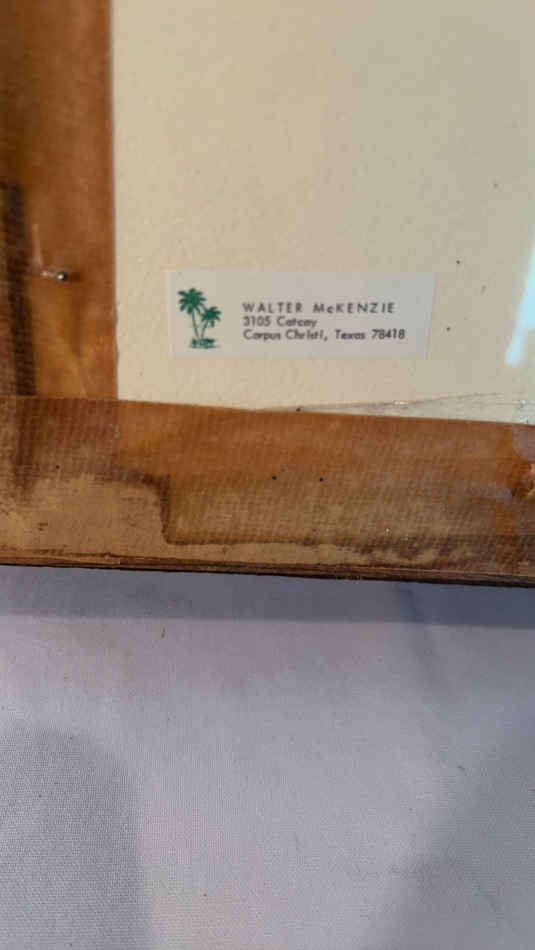 WALTER McKENZIE
3105 Catcay
Corpus Christi, Texas 78418